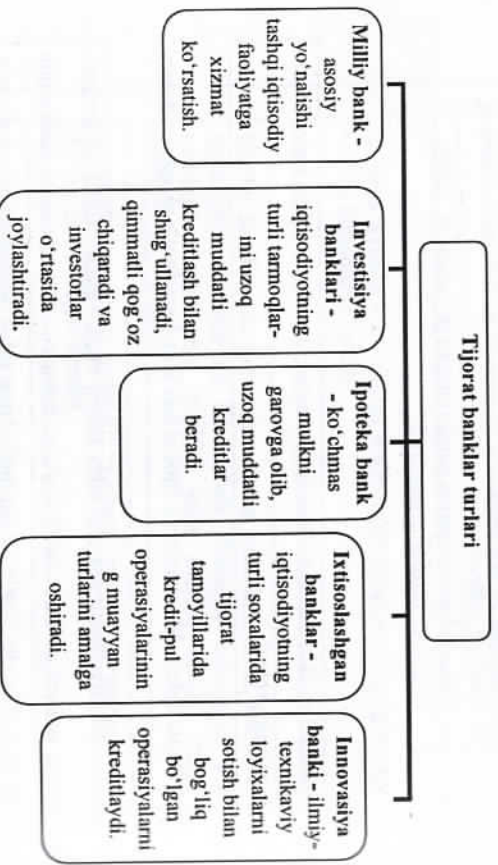 Tijorat banklar turlari
Milliy bank -
asosiy
yo‘nalishi
tashqi iqtisodiy
faoliyatga
xizmat
ko‘rsatish.
Investisiya
banklari -
iqtisodiyotning
turli tarmoqlar-
ini uzoq
muddatli
kreditlash bilan
shug‘ullanadi,
qimmatli qog‘oz
chiqaradi va
investorlar
o‘rtasida
joylashtiradi.
Ipoteka bank
- ko‘chmas
mulkni
garovga olib,
uzoq muddatli
kreditlar
beradi.
Ixtisoslashgan
banklar -
iqtisodiyotning
turli soxalarida
tijorat
tamoyillarida
kredit-pul
operasiyalarinin
g muayyan
turlarini amalga
oshiradi.
Innovasiya
banki - ilmiy-
texnikaviy
loyixalarni
sotish bilan
bog‘liq
bo‘lgan
operasiyalarni
kreditlaydi.